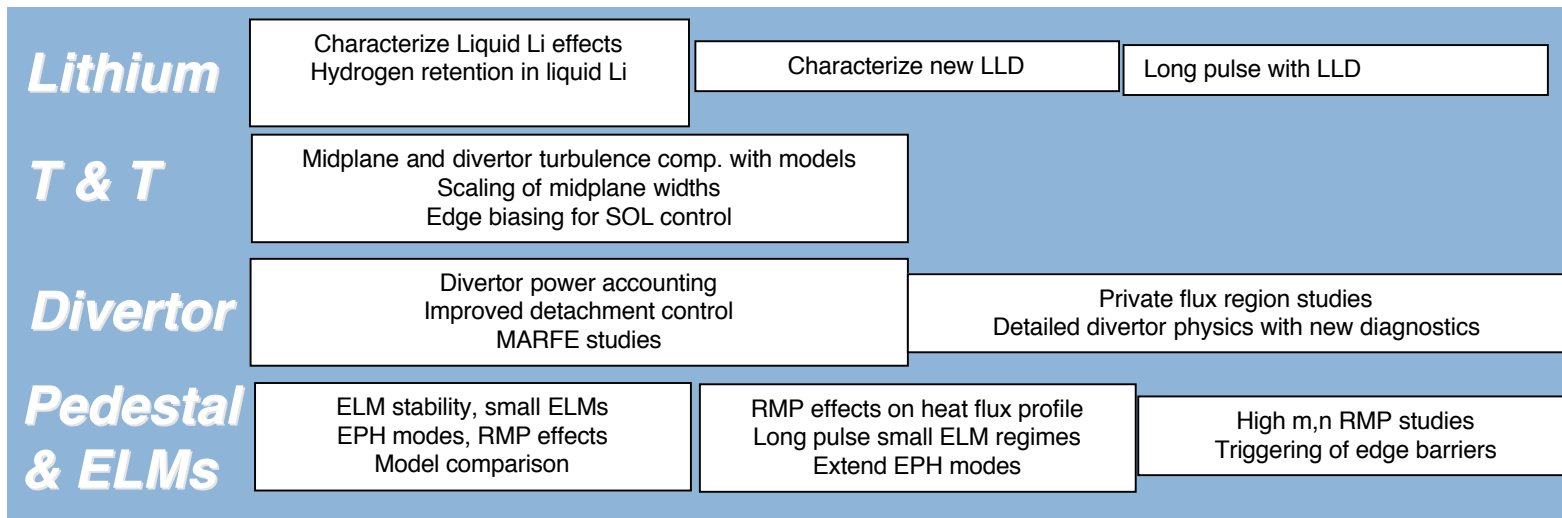 Lithium
Characterize Liquid Li effects
Hydrogen retention in liquid Li
Characterize new LLD
Long pulse with LLD
T & T
Midplane and divertor turbulence comp. with models
Scaling of midplane widths
Edge biasing for SOL control
Divertor
Divertor power accounting
Improved detachment control
MARFE studies
Private flux region studies
Detailed divertor physics with new diagnostics
Pedestal
& ELMs
ELM stability, small ELMs
EPH modes, RMP effects
Model comparison
RMP effects on heat flux profile
Long pulse small ELM regimes
Extend EPH modes
High m,n RMP studies
Triggering of edge barriers